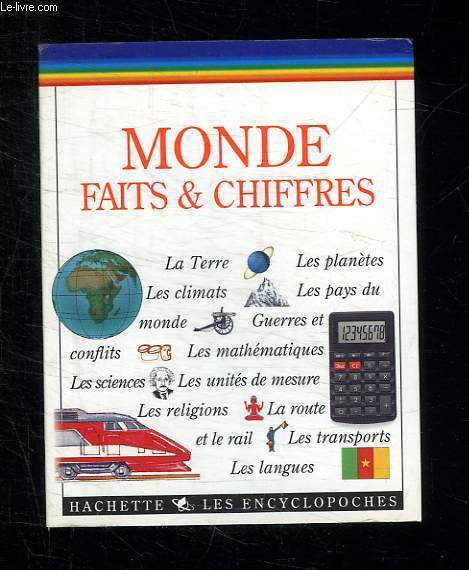 Le-livre.com
MONDE
FAITS & CHIFFRES
La Terre Les planètes
Les climats Les pays du
monde Guerres et
12345678
conflits Les mathématiques
Les sciences Les unités de mesure
Les religions La route
et le rail Les transports
Les langues
HACHETTE LES ENCYCLOPOCHES